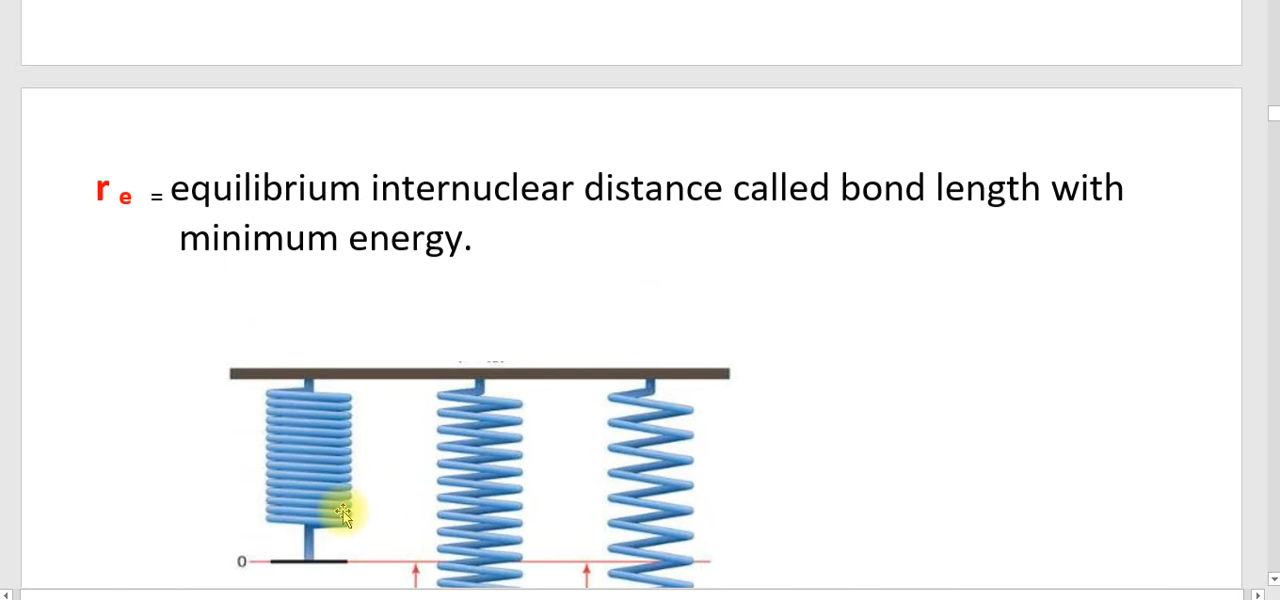 r e = equilibrium internuclear distance called bond length with
minimum energy.
0